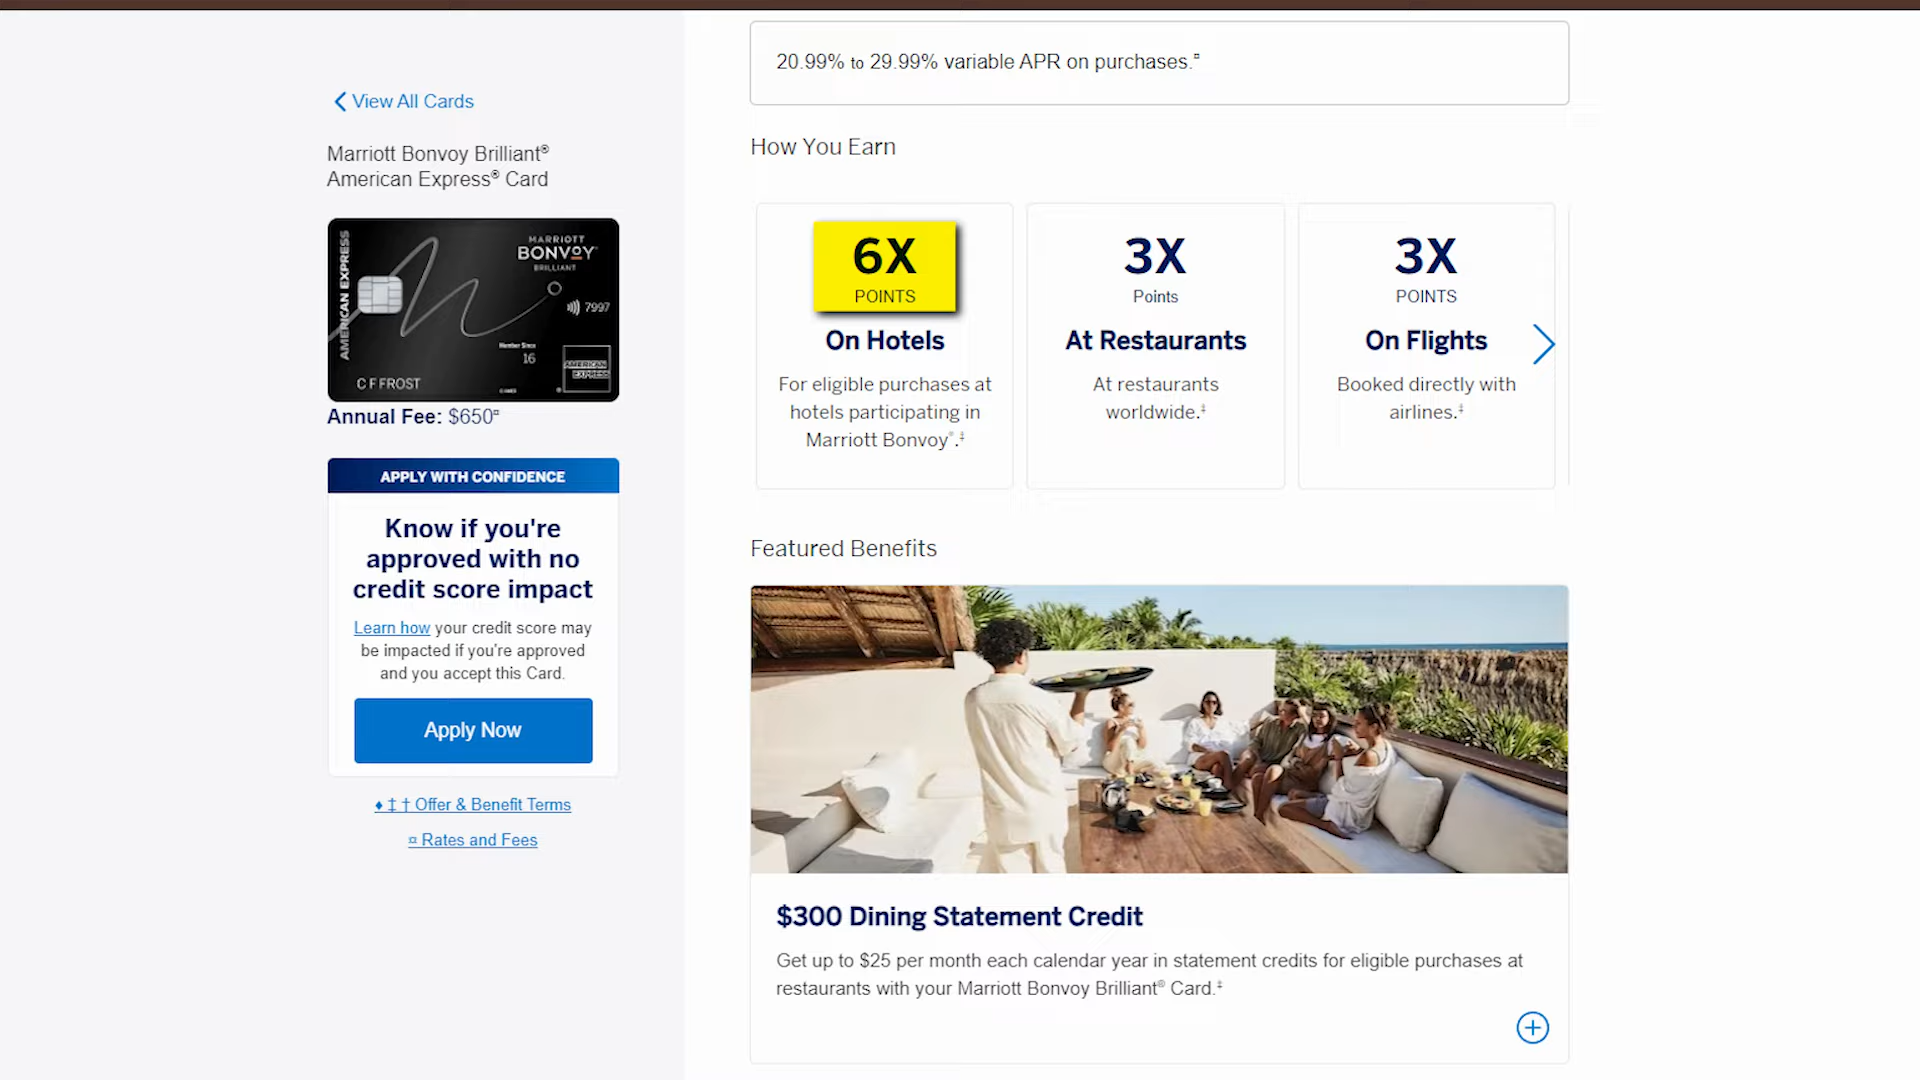 20.99% to 29.99% variable APR on purchases.¤
View All Cards
Marriott Bonvoy Brilliant®
American Express® Card
AMERICAN EXPRESS
MARRIOTT
BONVOY
BRILLIANT
7997
Member Since
16
C F FROST
AMERICAN
EXPRESS
Annual Fee: $650¤
APPLY WITH CONFIDENCE
Know if you're
approved with no
credit score impact
Learn how your credit score may
be impacted if you're approved
and you accept this Card.
Apply Now
♦ ‡ † Offer & Benefit Terms
¤ Rates and Fees
How You Earn
6X
POINTS
On Hotels
For eligible purchases at
hotels participating in
Marriott Bonvoy®.‡
3X
Points
At Restaurants
At restaurants
worldwide.‡
3X
POINTS
On Flights
Booked directly with
airlines.‡
Featured Benefits
$300 Dining Statement Credit
Get up to $25 per month each calendar year in statement credits for eligible purchases at
restaurants with your Marriott Bonvoy Brilliant® Card.‡